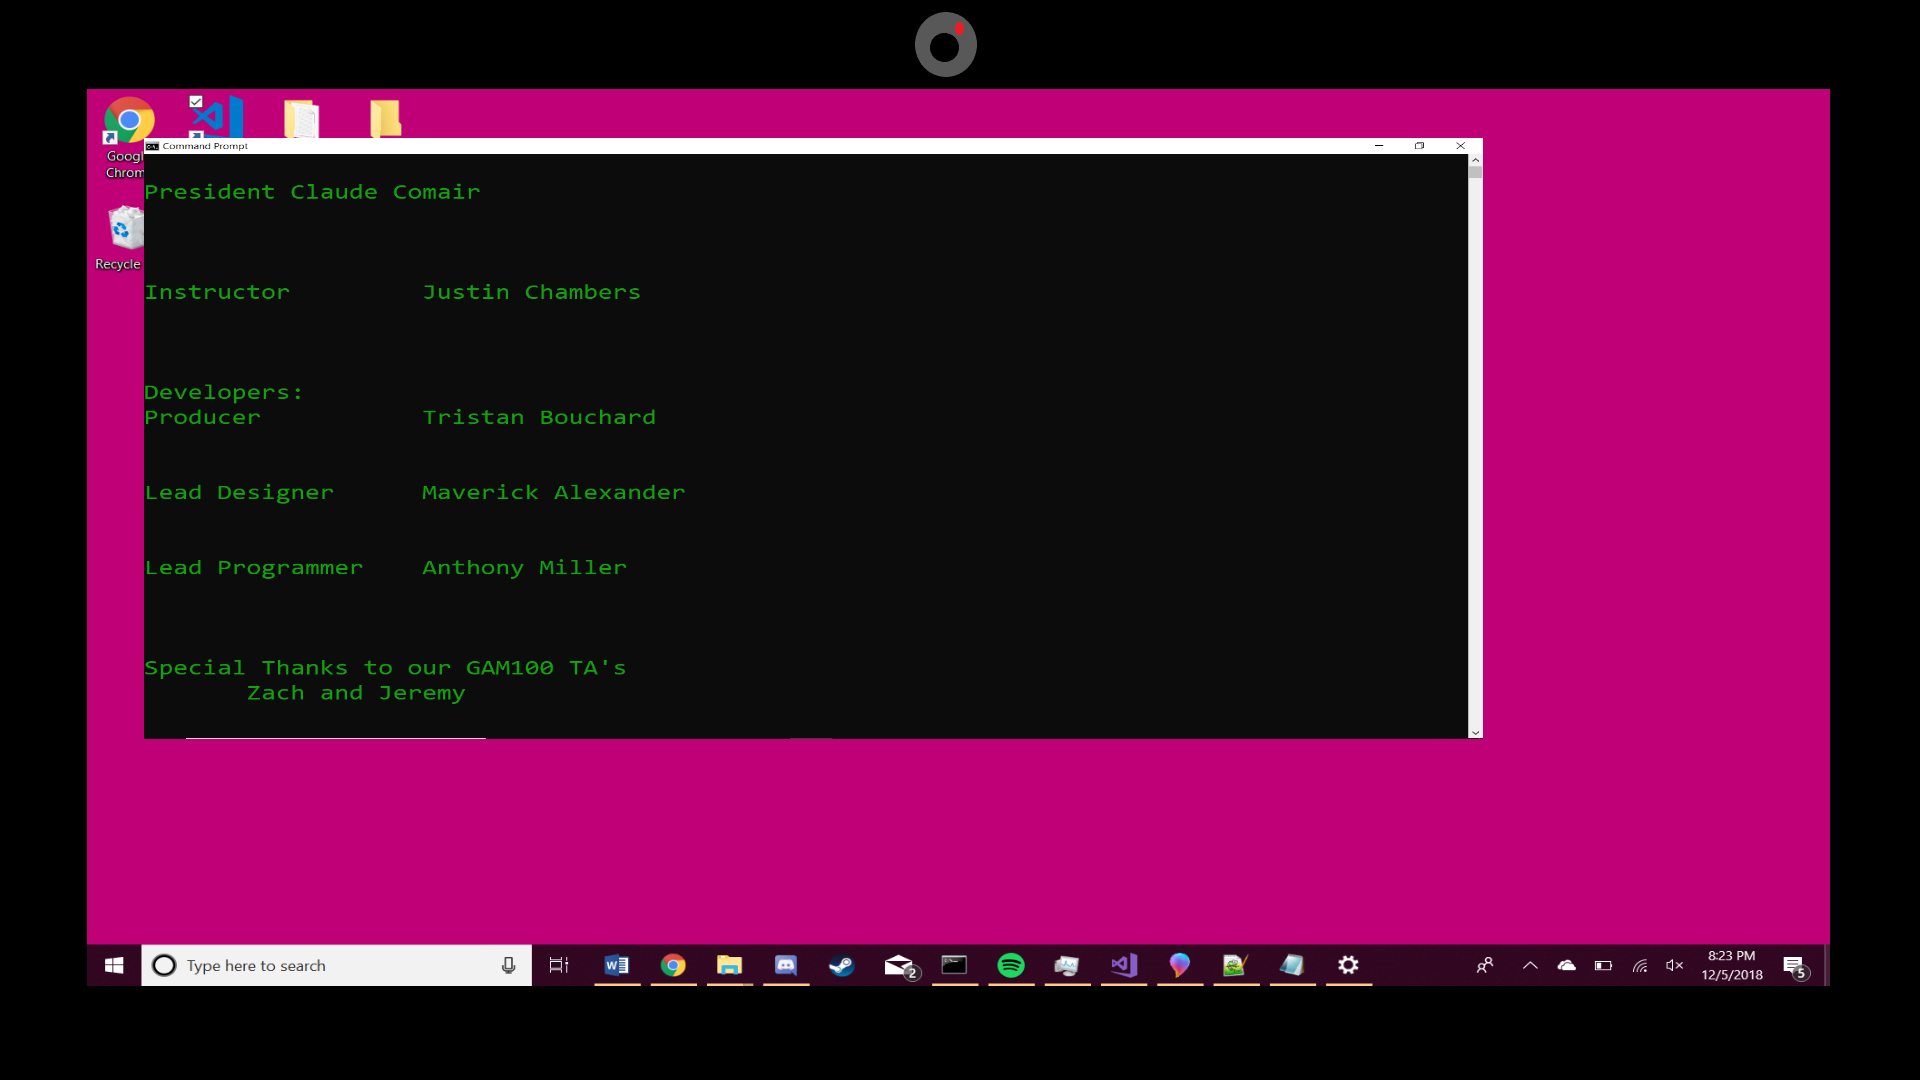 Googl
Chrom
Recycle
Command Prompt
President Claude Comair
Instructor Justin Chambers
Developers:
Producer Tristan Bouchard
Lead Designer Maverick Alexander
Lead Programmer Anthony Miller
Special Thanks to our GAM100 TA's
Zach and Jeremy
Type here to search
2
8:23 PM
12/5/2018
5